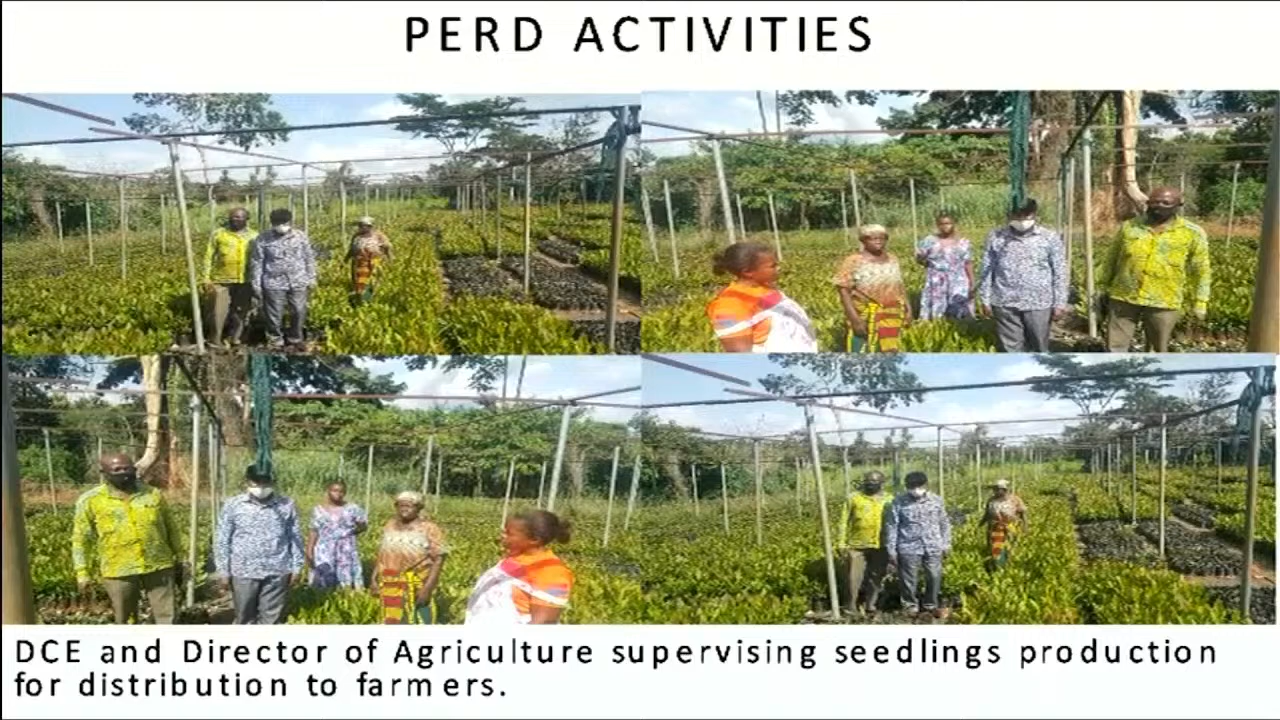 PERD ACTIVITIES
DCE and Director of Agriculture supervising seedlings production
for distribution to farmers.